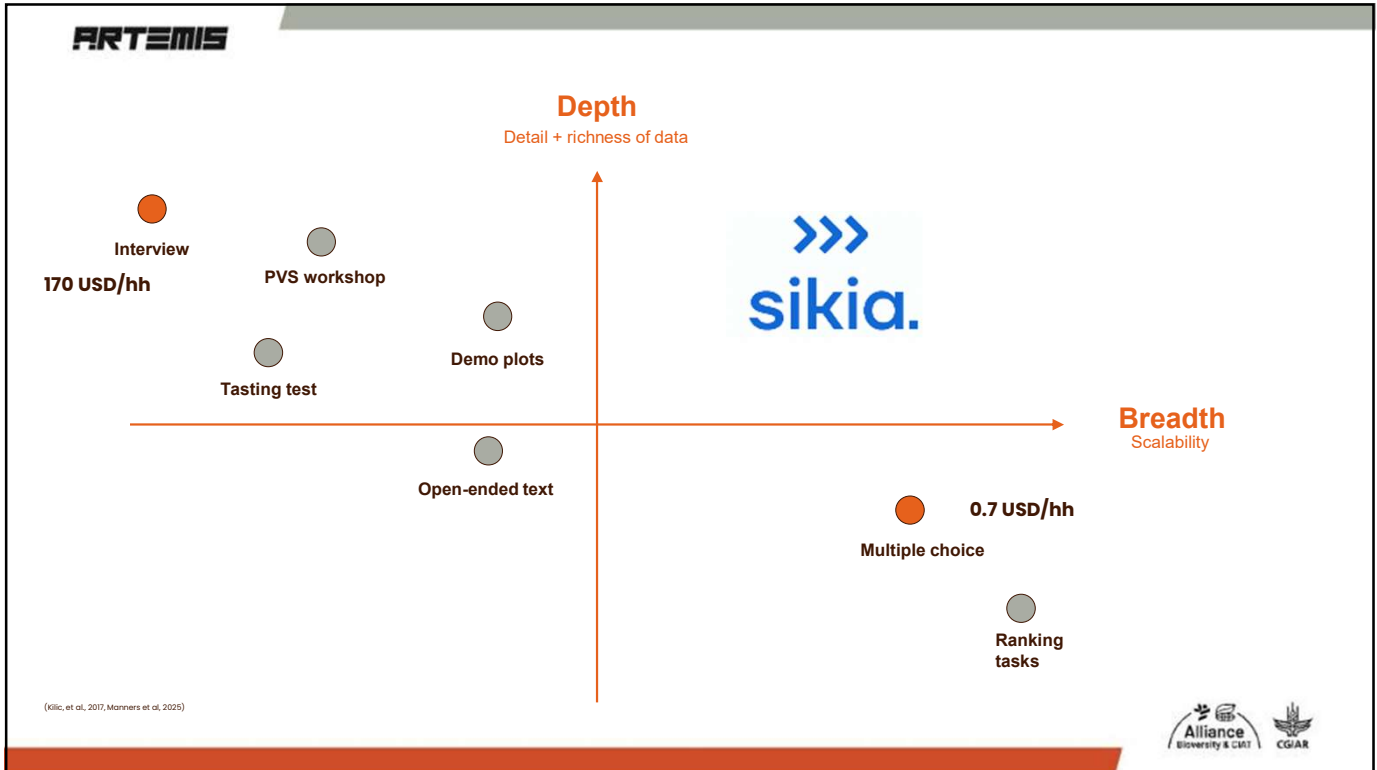 ARTEMIS
Depth
Detail + richness of data
Interview
170 USD/hh
PVS workshop
Demo plots
Tasting test
>>>
sikia.
Breadth
Scalability
Open-ended text
0.7 USD/hh
Multiple choice
Ranking
tasks
(Kilic, et al., 2017, Manners et al, 2025)
Alliance
Bioversity & CIAT
CGIAR